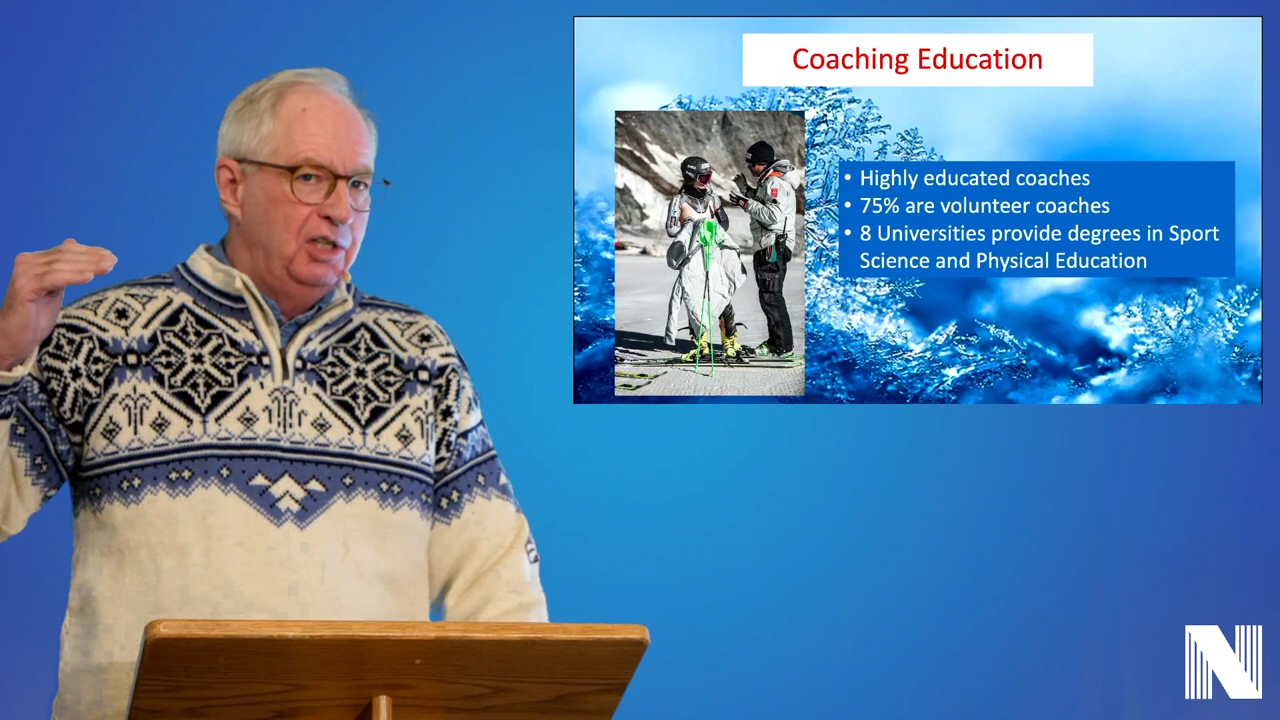 Coaching Education
• Highly educated coaches
• 75% are volunteer coaches
• 8 Universities provide degrees in Sport
Science and Physical Education
N